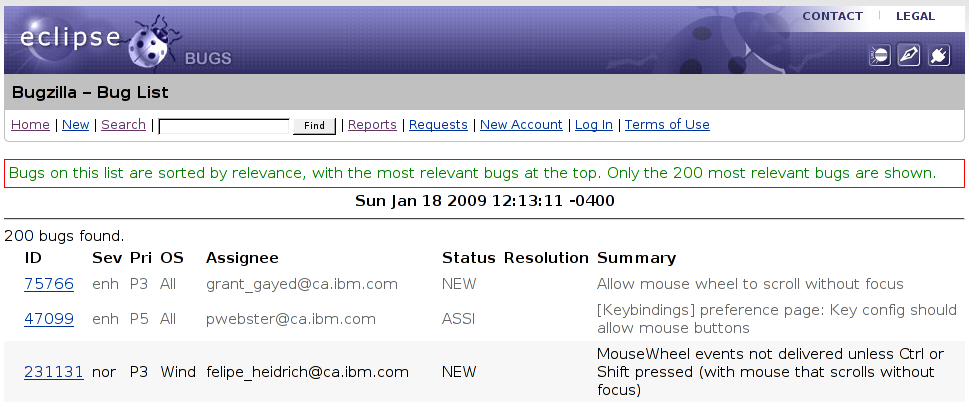 CONTACT | LEGAL
eclipse BUGS
Bugzilla – Bug List
Home | New | Search | Find | Reports | Requests | New Account | Log In | Terms of Use
Bugs on this list are sorted by relevance, with the most relevant bugs at the top. Only the 200 most relevant bugs are shown.
Sun Jan 18 2009 12:13:11 -0400
200 bugs found.
ID Sev Pri OS Assignee Status Resolution Summary
75766 enh P3 All grant_gayed@ca.ibm.com NEW Allow mouse wheel to scroll without focus
47099 enh P5 All pwebster@ca.ibm.com ASSI [Keybindings] preference page: Key config should
allow mouse buttons
231131 nor P3 Wind felipe_heidrich@ca.ibm.com NEW MouseWheel events not delivered unless Ctrl or
Shift pressed (with mouse that scrolls without
focus)